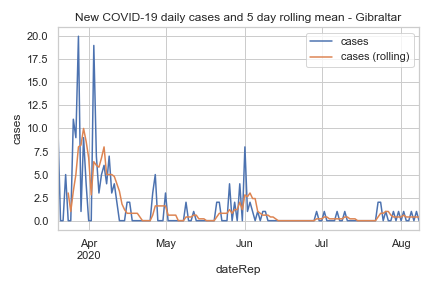 New COVID-19 daily cases and 5 day rolling mean - Gibraltar
cases
cases (rolling)
20.0
17.5
15.0
12.5
10.0
7.5
5.0
2.5
0.0
cases
Apr
2020
May
Jun
Jul
Aug
dateRep